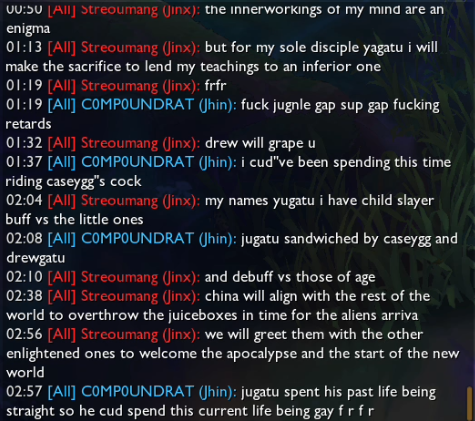 00:50 [All] Streoumang (Jinx): the innerworkings of my mind are an
enigma
01:13 [All] Streoumang (Jinx): but for my sole disciple yagatu i will
make the sacrifice to lend my teachings to an inferior one
01:19 [All] Streoumang (Jinx): frfr
01:19 [All] C0MP0UNDRAT (Jhin): fuck jugnle gap sup gap fucking
retards
01:32 [All] Streoumang (Jinx): drew will grape u
01:37 [All] C0MP0UNDRAT (Jhin): i cud"ve been spending this time
riding caseygg"s cock
02:04 [All] Streoumang (Jinx): my names yugatu i have child slayer
buff vs the little ones
02:08 [All] C0MP0UNDRAT (Jhin): jugatu sandwiched by caseygg and
drewgatu
02:10 [All] Streoumang (Jinx): and debuff vs those of age
02:38 [All] Streoumang (Jinx): china will align with the rest of the
world to overthrow the juiceboxes in time for the aliens arriva
02:56 [All] Streoumang (Jinx): we will greet them with the other
enlightened ones to welcome the apocalypse and the start of the new
world
02:57 [All] C0MP0UNDRAT (Jhin): jugatu spent his past life being
straight so he cud spend this current life being gay f r f r